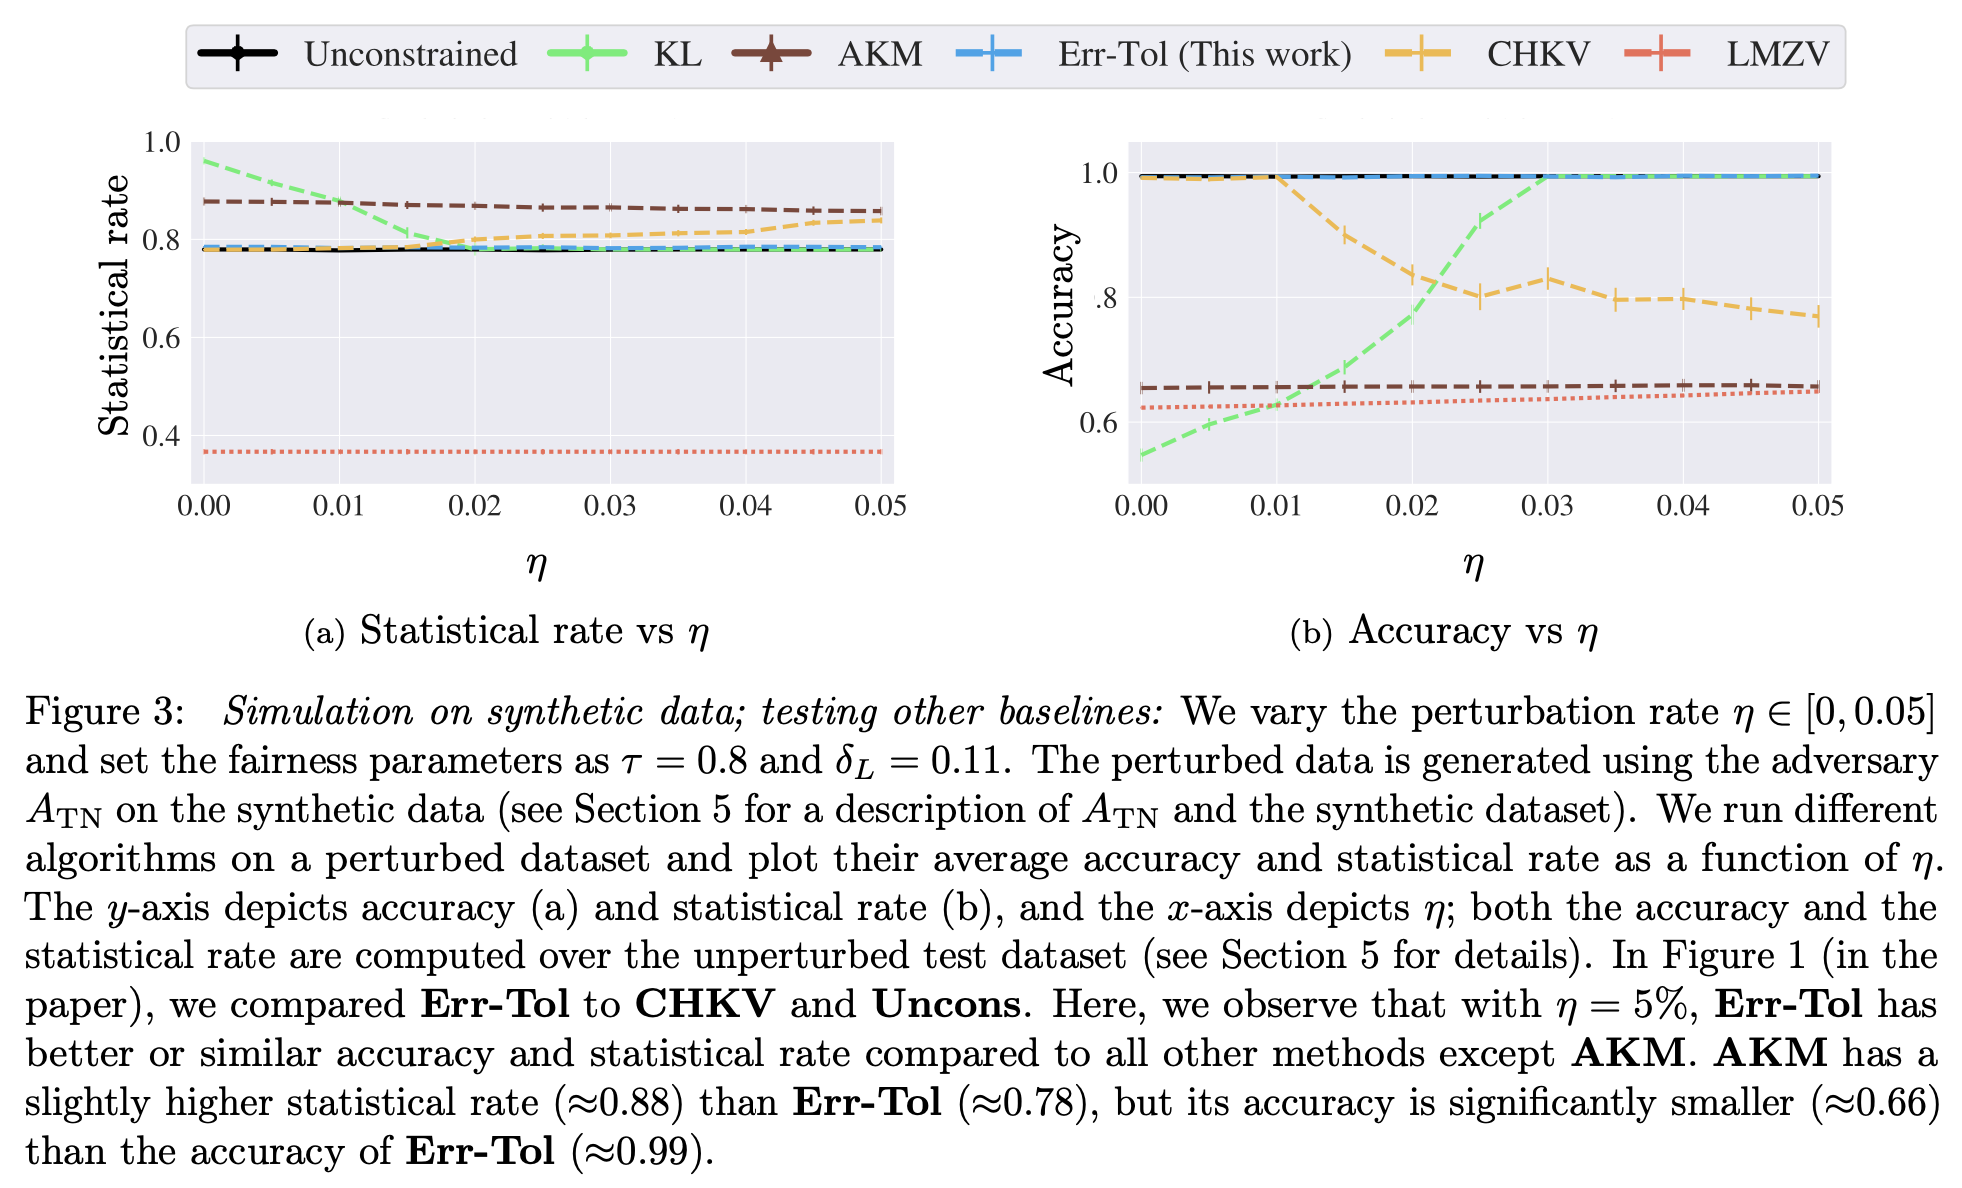 Unconstrained KL AKM Err-Tol (This work) CHKV LMZV
Statistical rate
1.0
0.8
0.6
0.4
0.00 0.01 0.02 0.03 0.04 0.05
η
(a) Statistical rate vs η
Accuracy
1.0
.8
0.6
0.00 0.01 0.02 0.03 0.04 0.05
η
(b) Accuracy vs η
Figure 3: Simulation on synthetic data; testing other baselines: We vary the perturbation rate η ∈ [0, 0.05]
and set the fairness parameters as τ = 0.8 and δ_L = 0.11. The perturbed data is generated using the adversary
A_TN on the synthetic data (see Section 5 for a description of A_TN and the synthetic dataset). We run different
algorithms on a perturbed dataset and plot their average accuracy and statistical rate as a function of η.
The y-axis depicts accuracy (a) and statistical rate (b), and the x-axis depicts η; both the accuracy and the
statistical rate are computed over the unperturbed test dataset (see Section 5 for details). In Figure 1 (in the
paper), we compared Err-Tol to CHKV and Uncons. Here, we observe that with η = 5%, Err-Tol has
better or similar accuracy and statistical rate compared to all other methods except AKM. AKM has a
slightly higher statistical rate (≈0.88) than Err-Tol (≈0.78), but its accuracy is significantly smaller (≈0.66)
than the accuracy of Err-Tol (≈0.99).